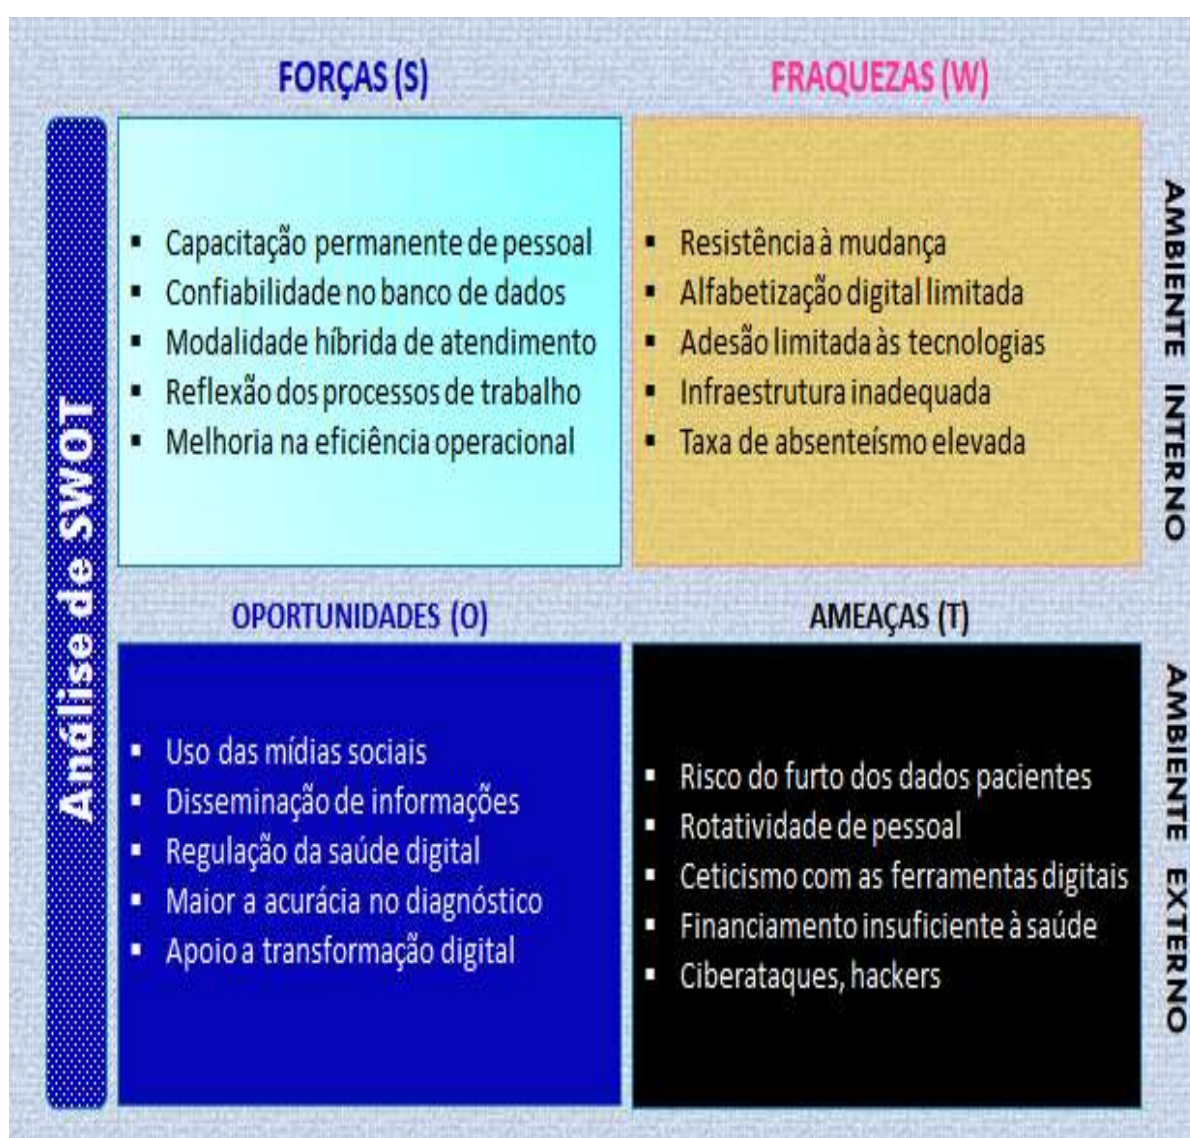 Análise de SWOT
FORÇAS (S)
▪ Capacitação permanente de pessoal
▪ Confiabilidade no banco de dados
▪ Modalidade híbrida de atendimento
▪ Reflexão dos processos de trabalho
▪ Melhoria na eficiência operacional
FRAQUEZAS (W)
▪ Resistência à mudança
▪ Alfabetização digital limitada
▪ Adesão limitada às tecnologias
▪ Infraestrutura inadequada
▪ Taxa de absenteísmo elevada
AMBIENTE INTERNO
OPORTUNIDADES (O)
▪ Uso das mídias sociais
▪ Disseminação de informações
▪ Regulação da saúde digital
▪ Maior a acurácia no diagnóstico
▪ Apoio a transformação digital
AMEAÇAS (T)
▪ Risco do furto dos dados pacientes
▪ Rotatividade de pessoal
▪ Ceticismo com as ferramentas digitais
▪ Financiamento insuficiente à saúde
▪ Ciberataques, hackers
AMBIENTE EXTERNO